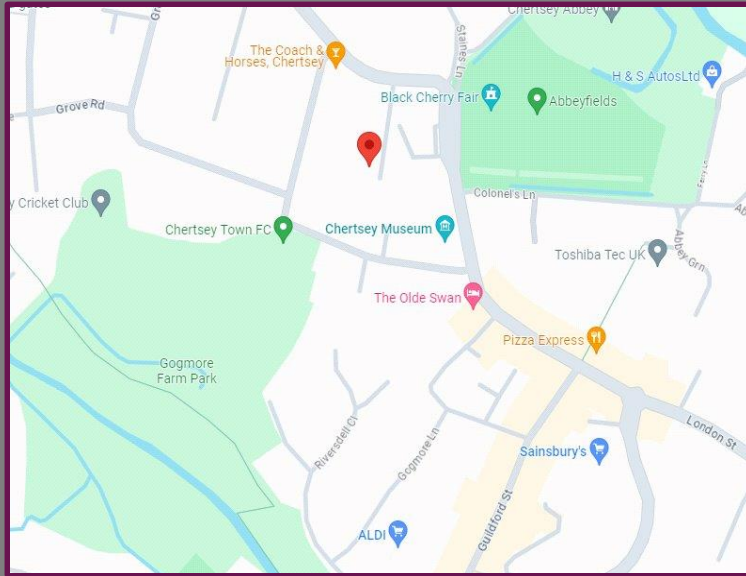 Chertsey Abbey
The Coach &
Horses, Chertsey
Staines Ln
H & S AutosLtd
Black Cherry Fair
Abbeyfields
Grove Rd
Colonel's Ln
y Cricket Club
Chertsey Town FC
Chertsey Museum
Abbey Grn
Toshiba Tec UK
The Olde Swan
Pizza Express
Gogmore
Farm Park
London St
Riversdell Cl
Gogmore Ln
Sainsbury's
Guildford St
ALDI